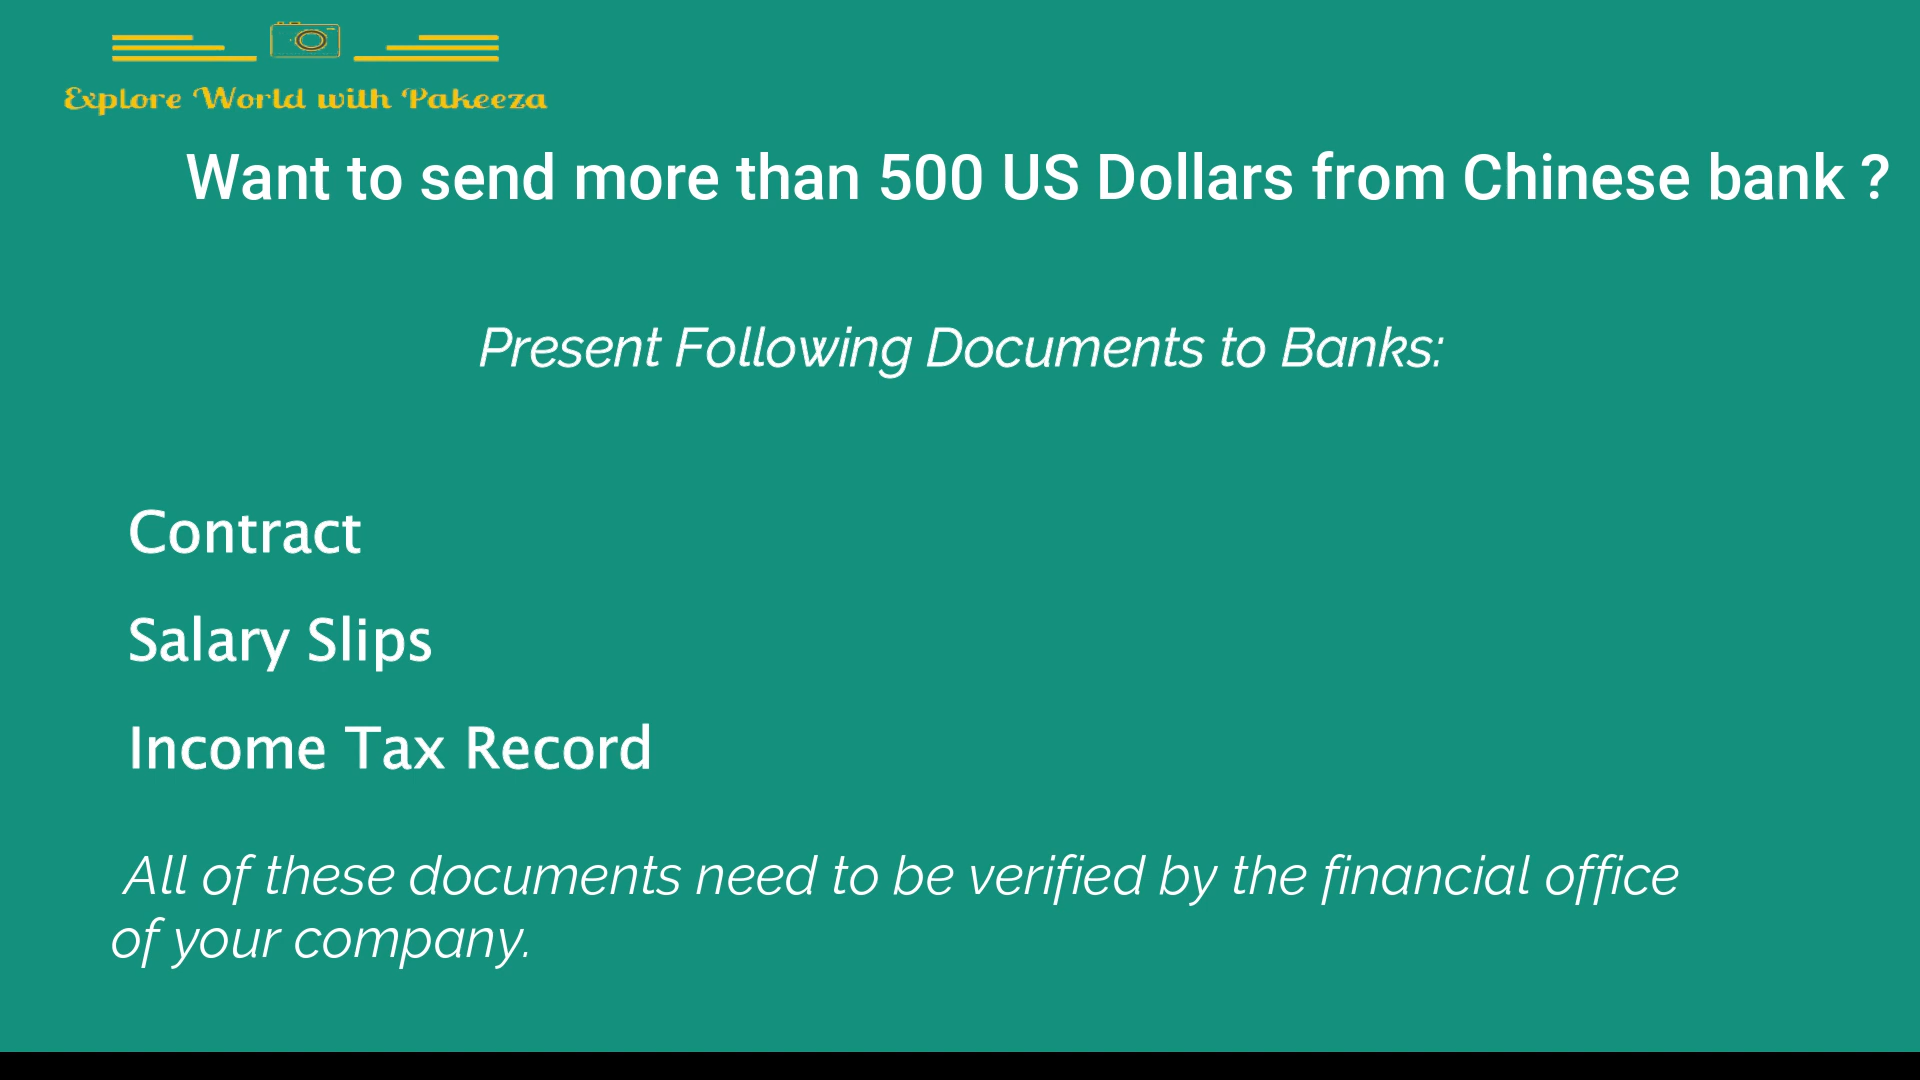 Explore World with Pakeeza
Want to send more than 500 US Dollars from Chinese bank ?
Present Following Documents to Banks:
Contract
Salary Slips
Income Tax Record
All of these documents need to be verified by the financial office
of your company.